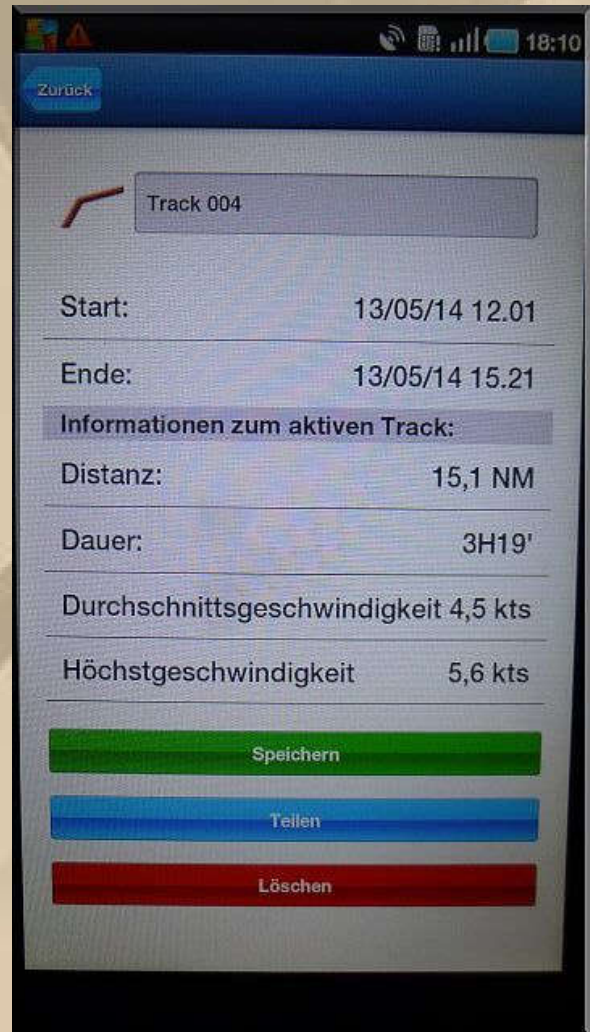 18:10
Zurück
Track 004
Start: 13/05/14 12.01
Ende: 13/05/14 15.21
Informationen zum aktiven Track:
Distanz: 15,1 NM
Dauer: 3H19'
Durchschnittsgeschwindigkeit 4,5 kts
Höchstgeschwindigkeit 5,6 kts
Speichern
Teilen
Löschen